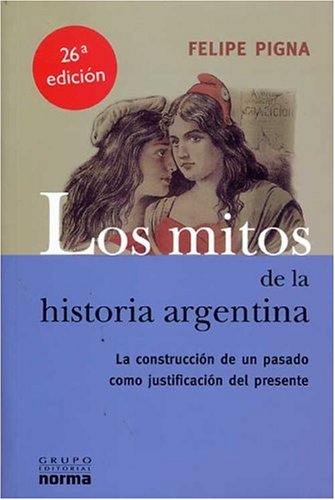 FELIPE PIGNA
26ª
edición
COALICION
Los mitos
de la
historia argentina
La construcción de un pasado
como justificación del presente
GRUPO
EDITORIAL
norma